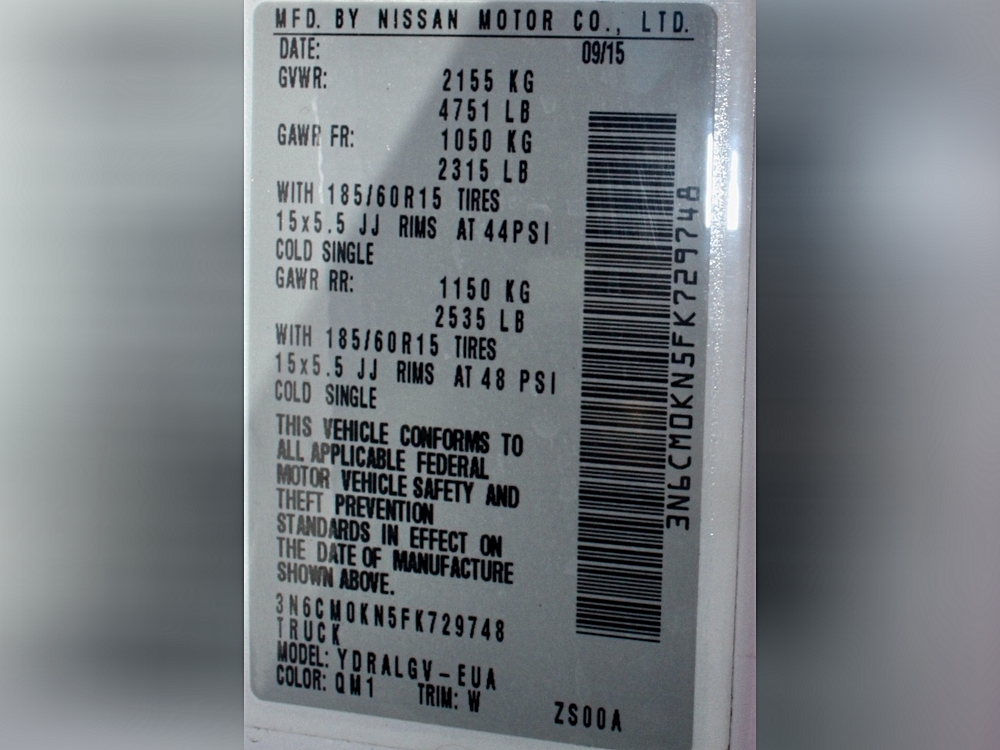 MFD. BY NISSAN MOTOR CO., LTD.
DATE: 09/15
GVWR: 2155 KG
4751 LB
GAWR FR: 1050 KG
2315 LB
WITH 185/60R15 TIRES
15x5.5 JJ RIMS AT 44PSI
COLD SINGLE
GAWR RR: 1150 KG
2535 LB
WITH 185/60R15 TIRES
15x5.5 JJ RIMS AT 48 PSI
COLD SINGLE
THIS VEHICLE CONFORMS TO
ALL APPLICABLE FEDERAL
MOTOR VEHICLE SAFETY AND
THEFT PREVENTION
STANDARDS IN EFFECT ON
THE DATE OF MANUFACTURE
SHOWN ABOVE.
3N6CM0KN5FK729748
TRUCK
MODEL: YDRALGV-EUA
COLOR: QM1 TRIM: W
ZS00A
3N6CM0KN5FK729748